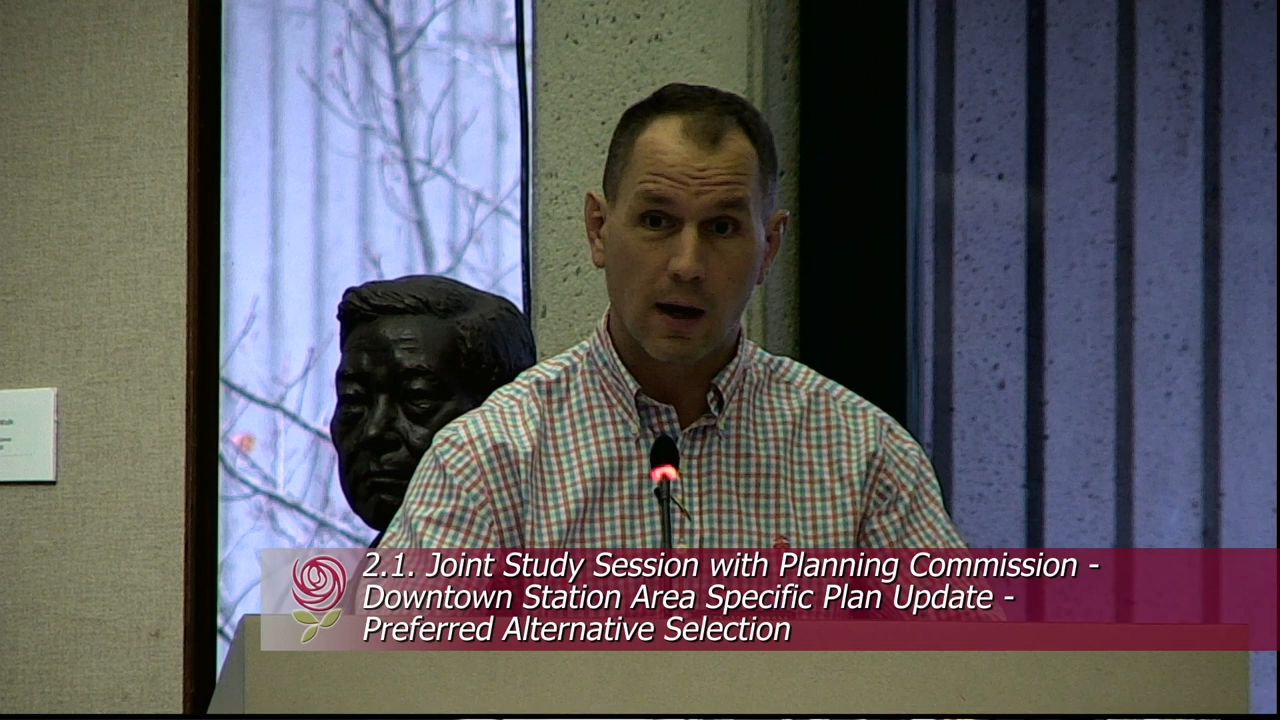 2.1. Joint Study Session with Planning Commission -
Downtown Station Area Specific Plan Update -
Preferred Alternative Selection